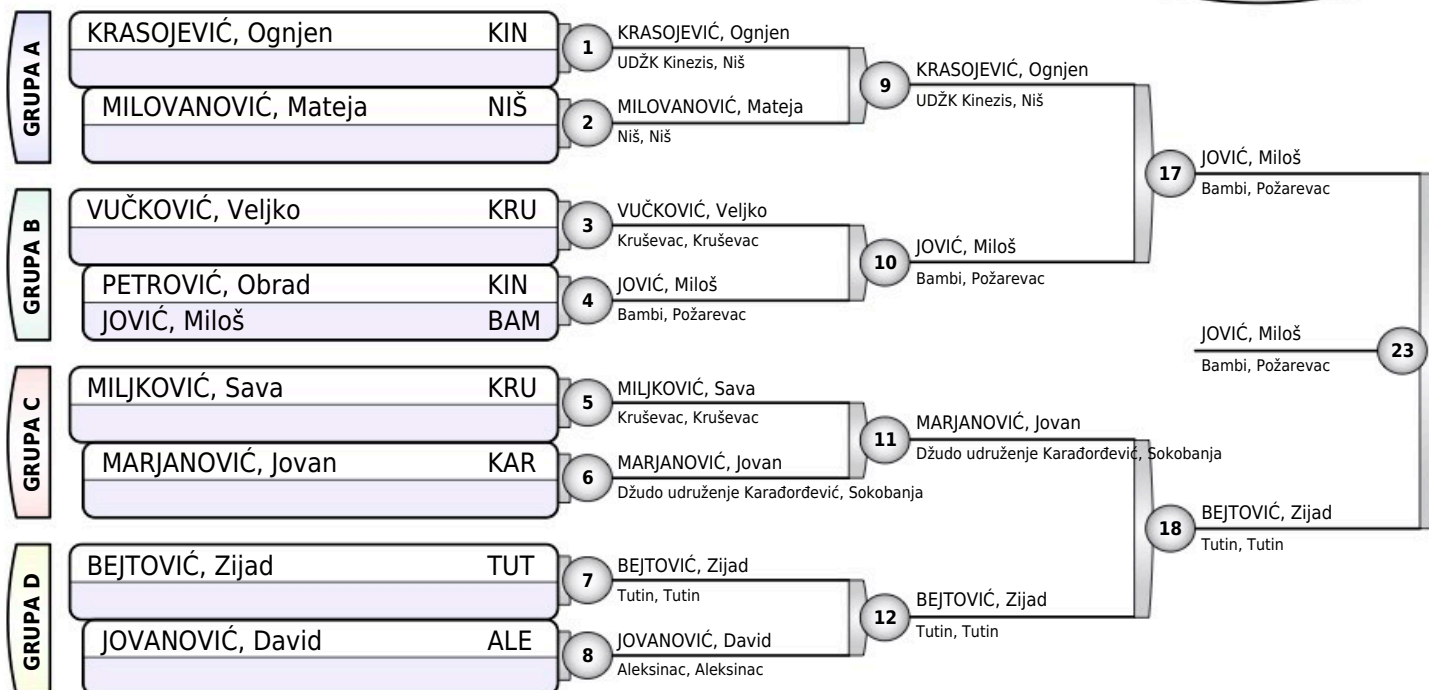 GRUPA A
KRASOJEVIĆ, Ognjen KIN
MILOVANOVIĆ, Mateja NIŠ
GRUPA B
VUČKOVIĆ, Veljko KRU
PETROVIĆ, Obrad KIN
JOVIĆ, Miloš BAM
GRUPA C
MILJKOVIĆ, Sava KRU
MARJANOVIĆ, Jovan KAR
GRUPA D
BEJTOVIĆ, Zijad TUT
JOVANOVIĆ, David ALE
1
KRASOJEVIĆ, Ognjen
UDŽK Kinezis, Niš
2
MILOVANOVIĆ, Mateja
Niš, Niš
3
VUČKOVIĆ, Veljko
Kruševac, Kruševac
4
JOVIĆ, Miloš
Bambi, Požarevac
5
MILJKOVIĆ, Sava
Kruševac, Kruševac
6
MARJANOVIĆ, Jovan
Džudo udruženje Karađorđević, Sokobanja
7
BEJTOVIĆ, Zijad
Tutin, Tutin
8
JOVANOVIĆ, David
Aleksinac, Aleksinac
9
KRASOJEVIĆ, Ognjen
UDŽK Kinezis, Niš
10
JOVIĆ, Miloš
Bambi, Požarevac
11
MARJANOVIĆ, Jovan
Džudo udruženje Karađorđević, Sokobanja
12
BEJTOVIĆ, Zijad
Tutin, Tutin
17
JOVIĆ, Miloš
Bambi, Požarevac
18
BEJTOVIĆ, Zijad
Tutin, Tutin
JOVIĆ, Miloš
Bambi, Požarevac
23